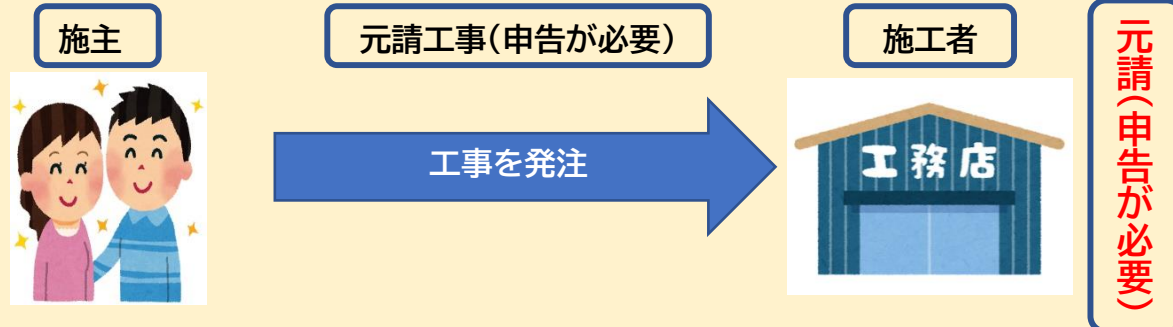 施主
元請工事(申告が必要)
施工者
元請(申告が必要)
工事を発注
工務店